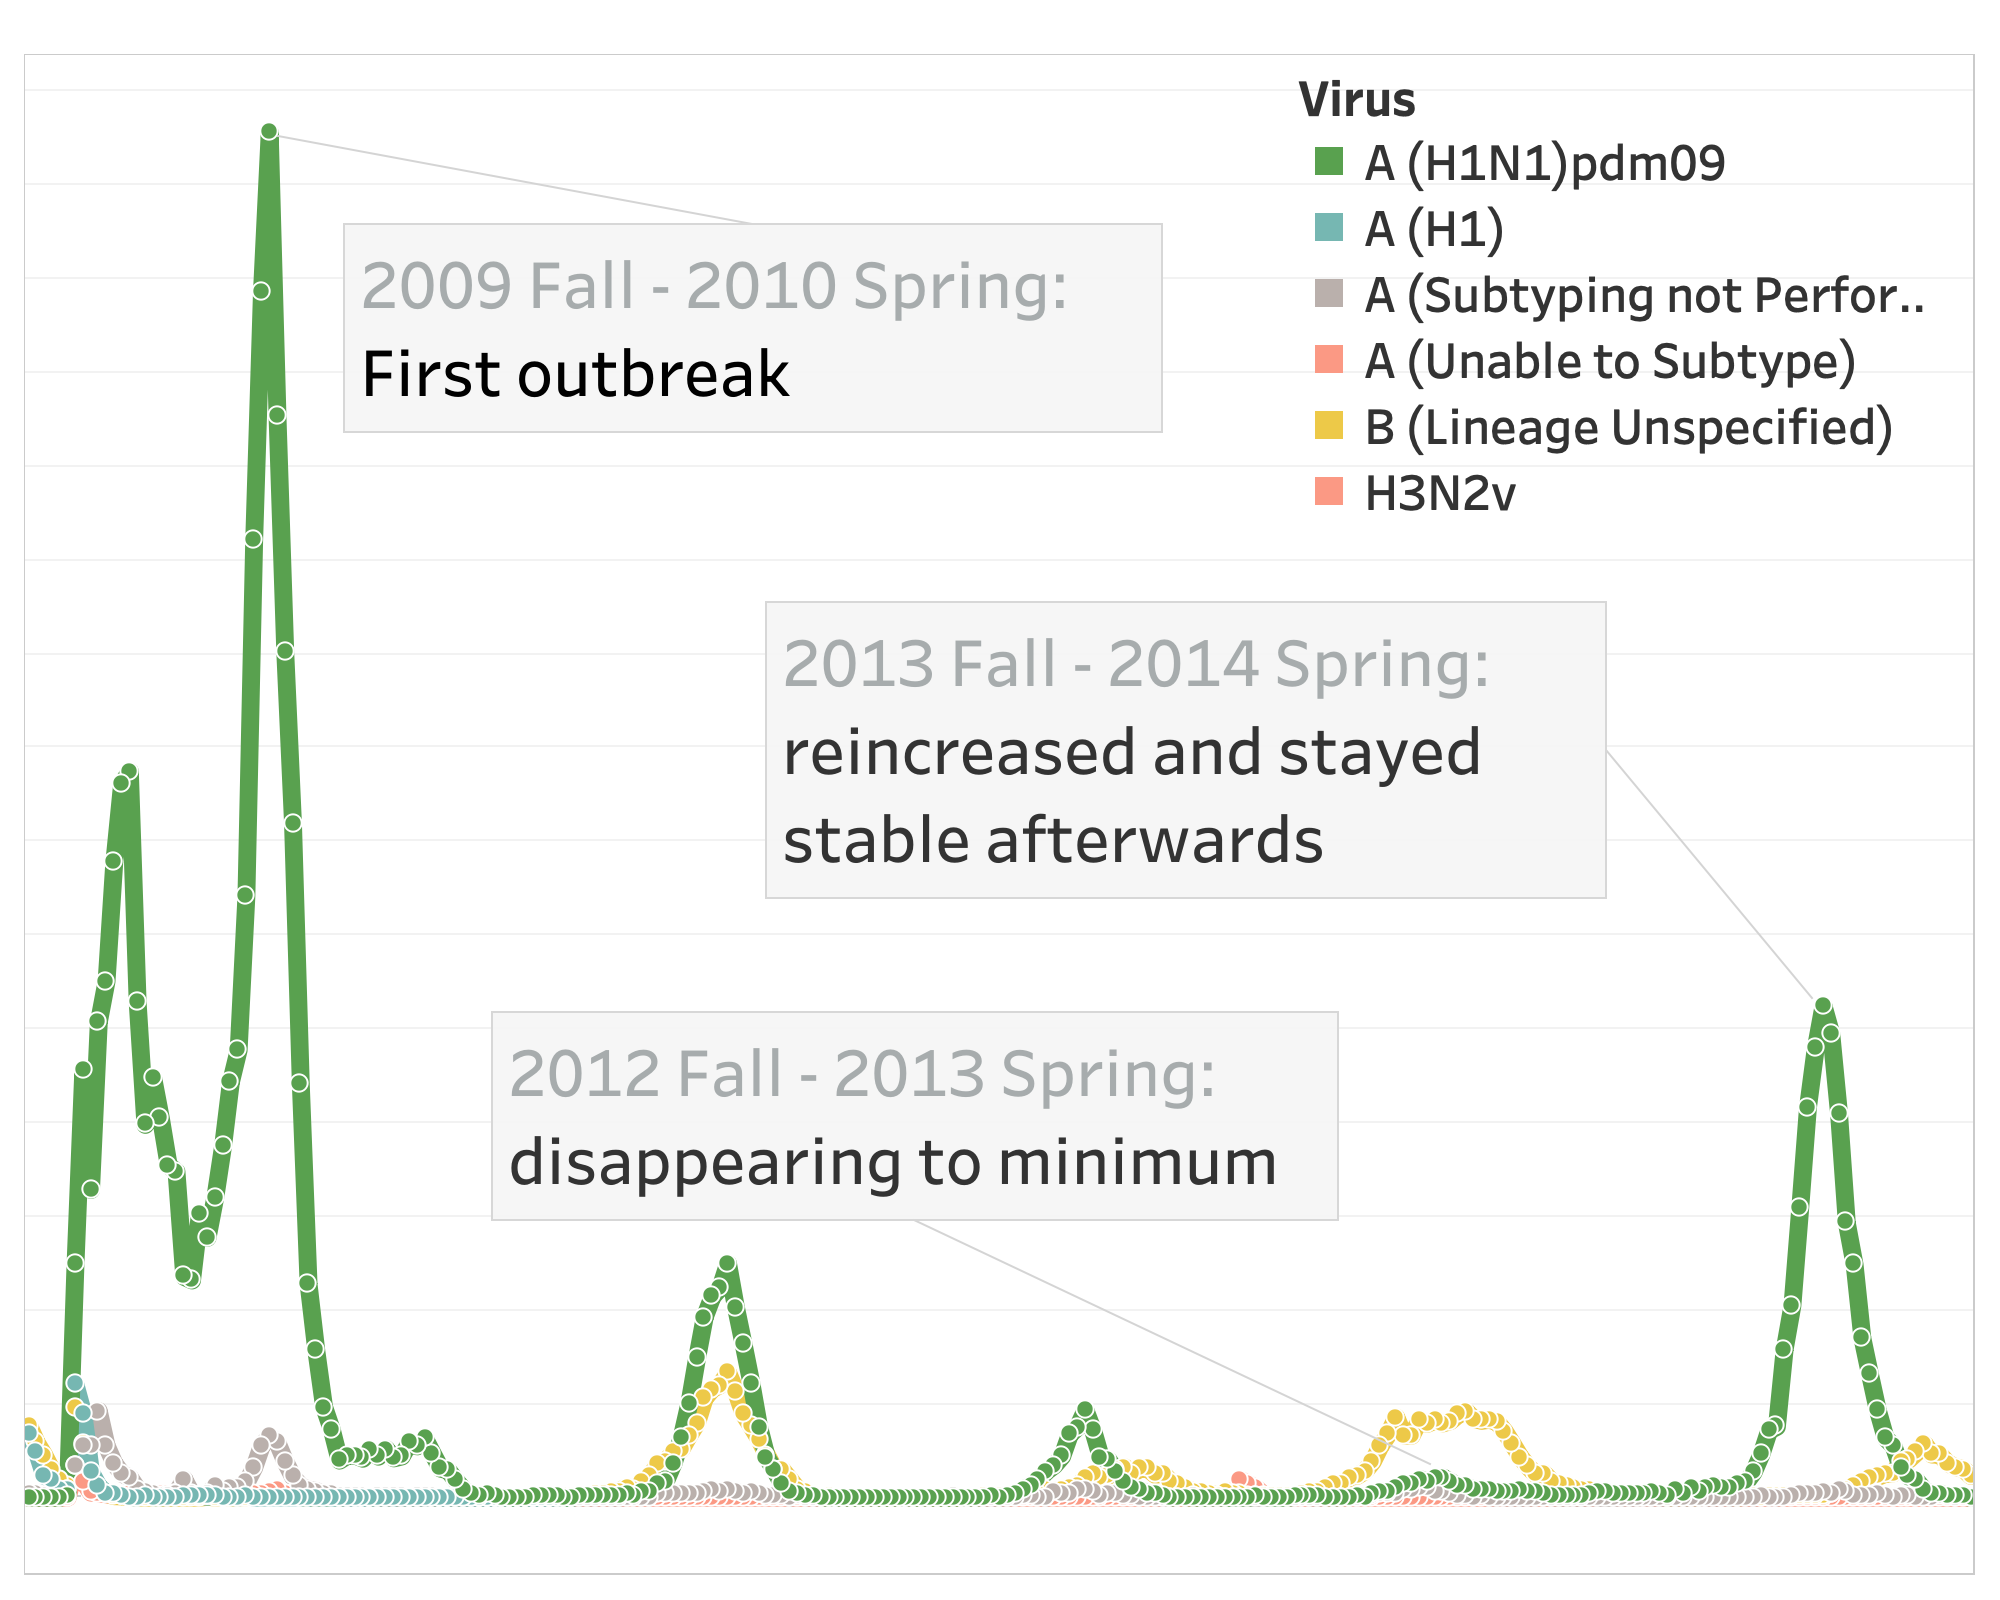 Virus
A (H1N1)pdm09
A (H1)
A (Subtyping not Perfor..
A (Unable to Subtype)
B (Lineage Unspecified)
H3N2v
2009 Fall - 2010 Spring:
First outbreak
2013 Fall - 2014 Spring:
reincreased and stayed
stable afterwards
2012 Fall - 2013 Spring:
disappearing to minimum